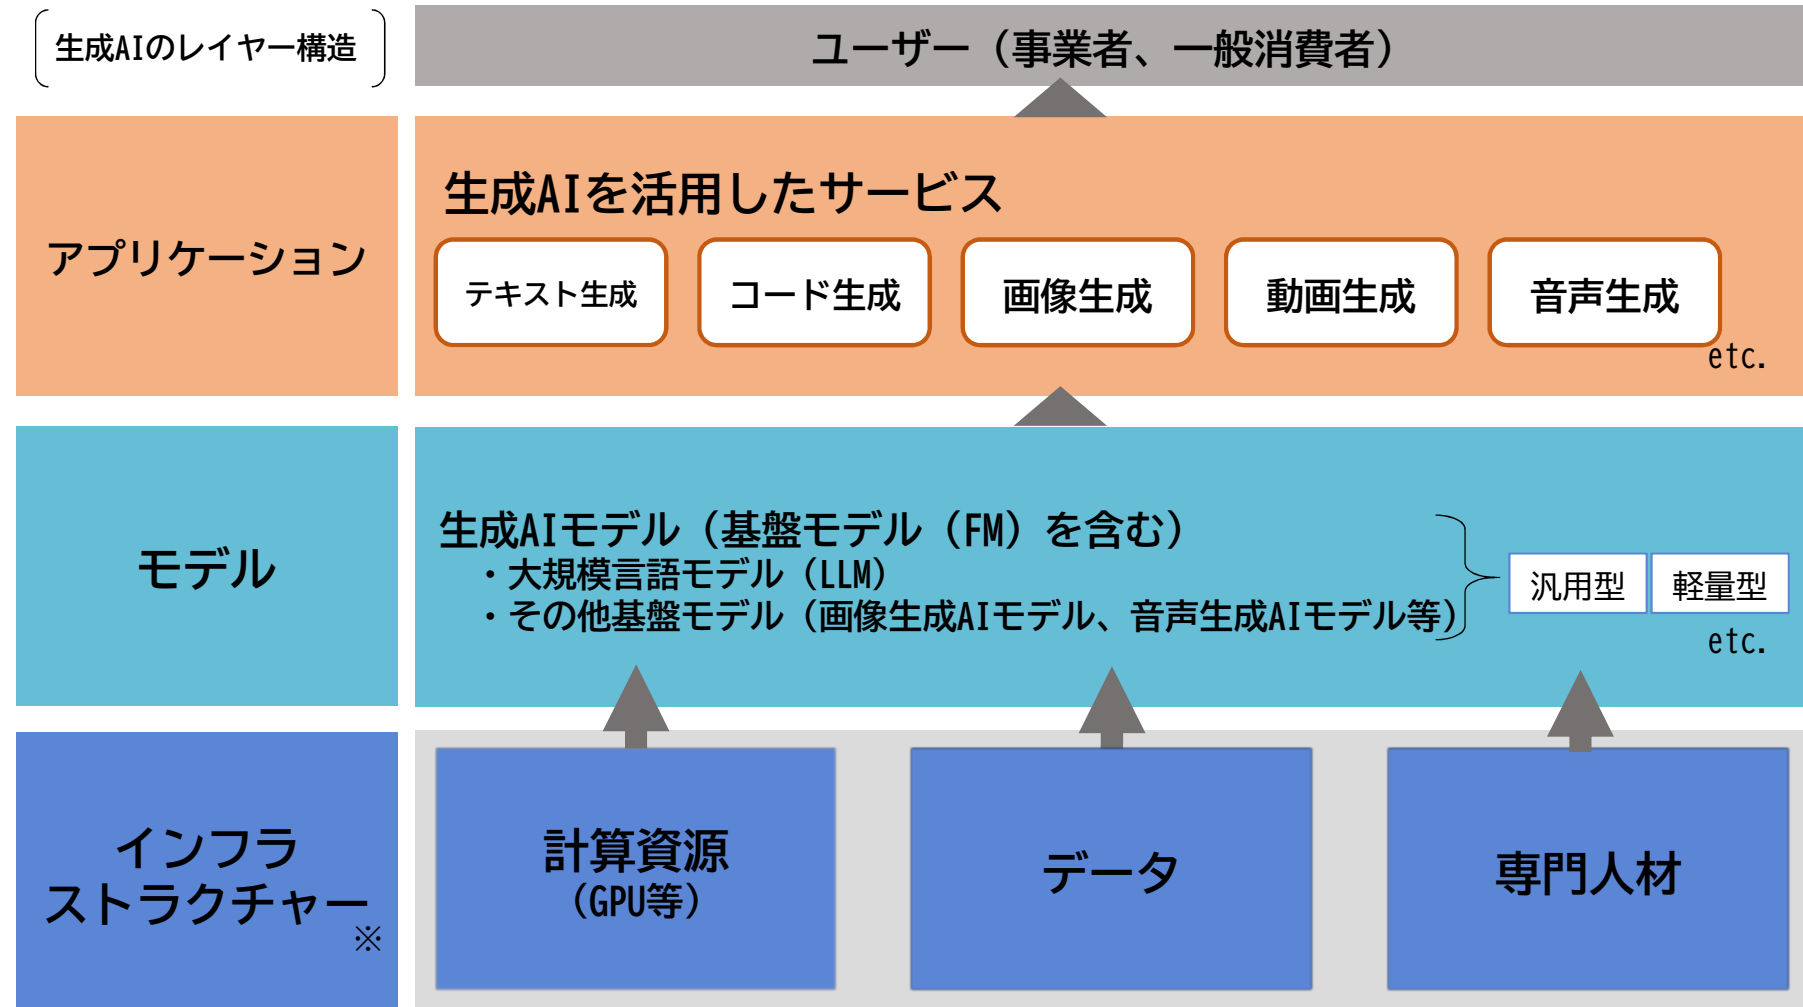 生成AIのレイヤー構造
ユーザー（事業者、一般消費者）
アプリケーション
生成AIを活用したサービス
テキスト生成
コード生成
画像生成
動画生成
音声生成
etc.
モデル
生成AIモデル（基盤モデル（FM）を含む）
・大規模言語モデル（LLM）
・その他基盤モデル（画像生成AIモデル、音声生成AIモデル等）
汎用型
軽量型
etc.
インフラ
ストラクチャー
※
計算資源
（GPU等）
データ
専門人材